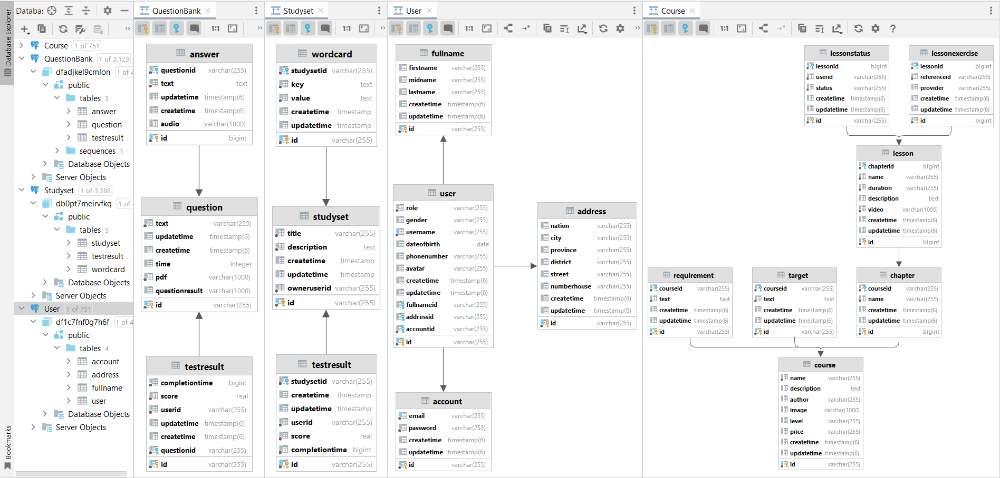 Database Explorer
Bookmarks
Databa:
Course 1 of 751
QuestionBank 1 of 3,123
dfadjkel9cmlon 1 of 4
public
tables 3
answer
question
testresult
sequences 1
Database Objects
Server Objects
Studyset 1 of 3,288
db0pt7meirvfkq 1 of
public
tables 3
studyset
testresult
wordcard
Database Objects
Server Objects
User 1 of 751
df1c7fnf0g7h6f 1 of 4
public
tables 4
account
address
fullname
user
Database Objects
Server Objects
QuestionBank
1:1
answer
questionid varchar(255)
text text
updatetime timestamp(6)
createtime timestamp(6)
audio varchar(1000)
id bigint
question
text varchar(255)
updatetime timestamp(6)
createtime timestamp(6)
time integer
pdf varchar(1000)
questionresult varchar(1000)
id varchar(255)
testresult
completiontime bigint
score real
userid varchar(255)
updatetime timestamp(6)
createtime timestamp(6)
questionid varchar(255)
id varchar(255)
Studyset
1:1
wordcard
studysetid varchar(255)
key text
value text
createtime timestamp
updatetime timestamp
id varchar(255)
studyset
title varchar(255)
description text
createtime timestamp
updatetime timestamp
owneruserid varchar(255)
id varchar(255)
testresult
studysetid varchar(255)
createtime timestamp
updatetime timestamp
userid varchar(255)
score real
completiontime bigint
id varchar(255)
User
1:1
fullname
firstname varchar(255)
midname varchar(255)
lastname varchar(255)
createtime timestamp(6)
updatetime timestamp(6)
id varchar(255)
user
role varchar(255)
gender varchar(255)
username varchar(255)
dateofbirth date
phonenumber varchar(255)
avatar varchar(255)
createtime timestamp(6)
updatetime timestamp(6)
fullnameid varchar(255)
addressid varchar(255)
accountid varchar(255)
id varchar(255)
address
nation varchar(255)
city varchar(255)
province varchar(255)
district varchar(255)
street varchar(255)
numberhouse varchar(255)
createtime timestamp(6)
updatetime timestamp(6)
id varchar(255)
account
email varchar(255)
password varchar(255)
createtime timestamp(6)
updatetime timestamp(6)
id varchar(255)
Course
1:1
?
lessonstatus
lessonid bigint
userid varchar(255)
status varchar(255)
createtime timestamp(6)
updatetime timestamp(6)
id varchar(255)
lessonexercise
lessonid bigint
referenceid varchar(255)
provider varchar(255)
createtime timestamp(6)
updatetime timestamp(6)
id bigint
lesson
chapterid bigint
name varchar(255)
duration varchar(255)
description text
video varchar(1000)
createtime timestamp(6)
updatetime timestamp(6)
id bigint
requirement
courseid varchar(255)
text text
createtime timestamp(6)
updatetime timestamp(6)
id varchar(255)
target
courseid varchar(255)
text text
createtime timestamp(6)
updatetime timestamp(6)
id varchar(255)
chapter
courseid varchar(255)
name varchar(255)
createtime timestamp(6)
updatetime timestamp(6)
id bigint
course
name varchar(255)
description text
author varchar(255)
image varchar(1000)
level varchar(255)
price varchar(255)
createtime timestamp(6)
updatetime timestamp(6)
id varchar(255)